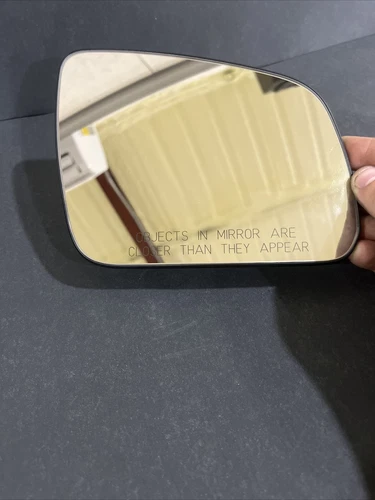 OBJECTS IN MIRROR ARE
CLOSER THAN THEY APPEAR